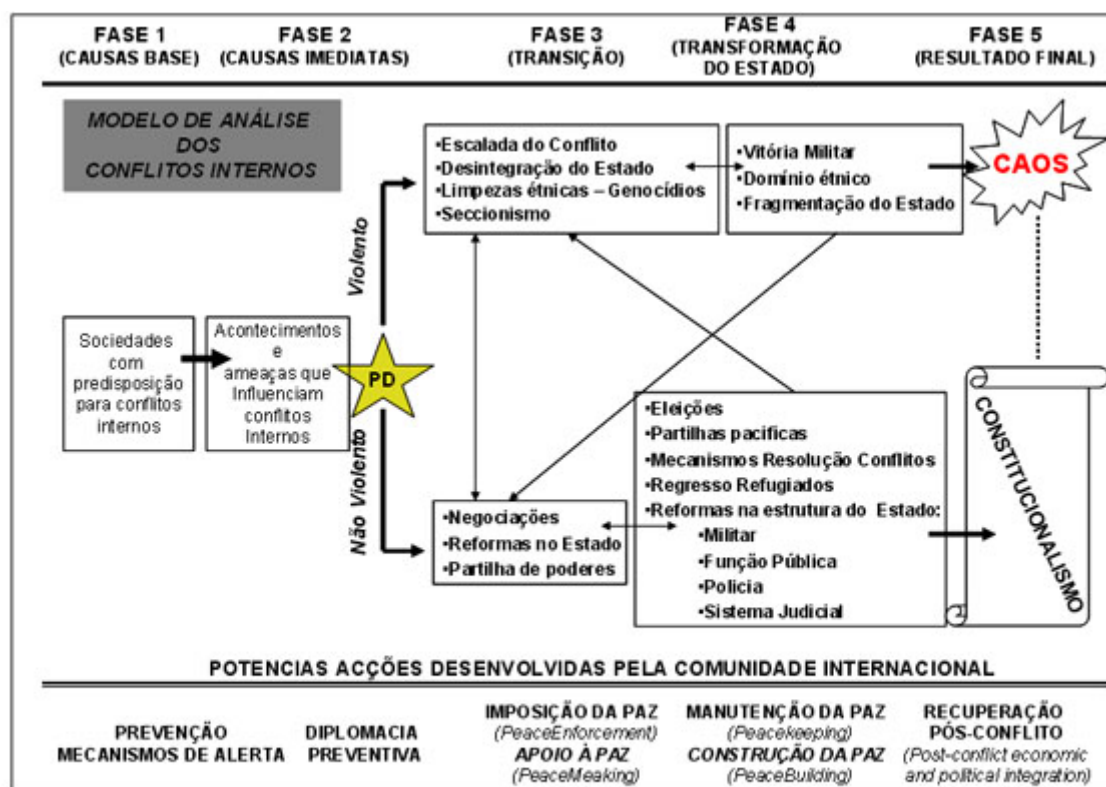 FASE 1
(CAUSAS BASE)
FASE 2
(CAUSAS IMEDIATAS)
FASE 3
(TRANSIÇÃO)
FASE 4
(TRANSFORMAÇÃO
DO ESTADO)
FASE 5
(RESULTADO FINAL)
MODELO DE ANÁLISE
DOS
CONFLITOS INTERNOS
Sociedades
com
predisposição
para conflitos
internos
Acontecimentos
e
ameaças que
Influenciam
conflitos
Internos
PD
Violento
Não Violento
•Escalada do Conflito
•Desintegração do Estado
•Limpezas étnicas – Genocídios
•Seccionismo
•Vitória Militar
•Domínio étnico
•Fragmentação do Estado
CAOS
•Negociações
•Reformas no Estado
•Partilha de poderes
•Eleições
•Partilhas pacificas
•Mecanismos Resolução Conflitos
•Regresso Refugiados
•Reformas na estrutura do Estado:
•Militar
•Função Pública
•Policia
•Sistema Judicial
CONSTITUCIONALISMO
POTENCIAS ACÇÕES DESENVOLVIDAS PELA COMUNIDADE INTERNACIONAL
PREVENÇÃO
MECANISMOS DE ALERTA
DIPLOMACIA
PREVENTIVA
IMPOSIÇÃO DA PAZ
(PeaceEnforcement)
APOIO À PAZ
(PeaceMeaking)
MANUTENÇÃO DA PAZ
(Peacekeeping)
CONSTRUÇÃO DA PAZ
(PeaceBuilding)
RECUPERAÇÃO
PÓS-CONFLITO
(Post-conflict economic
and political integration)